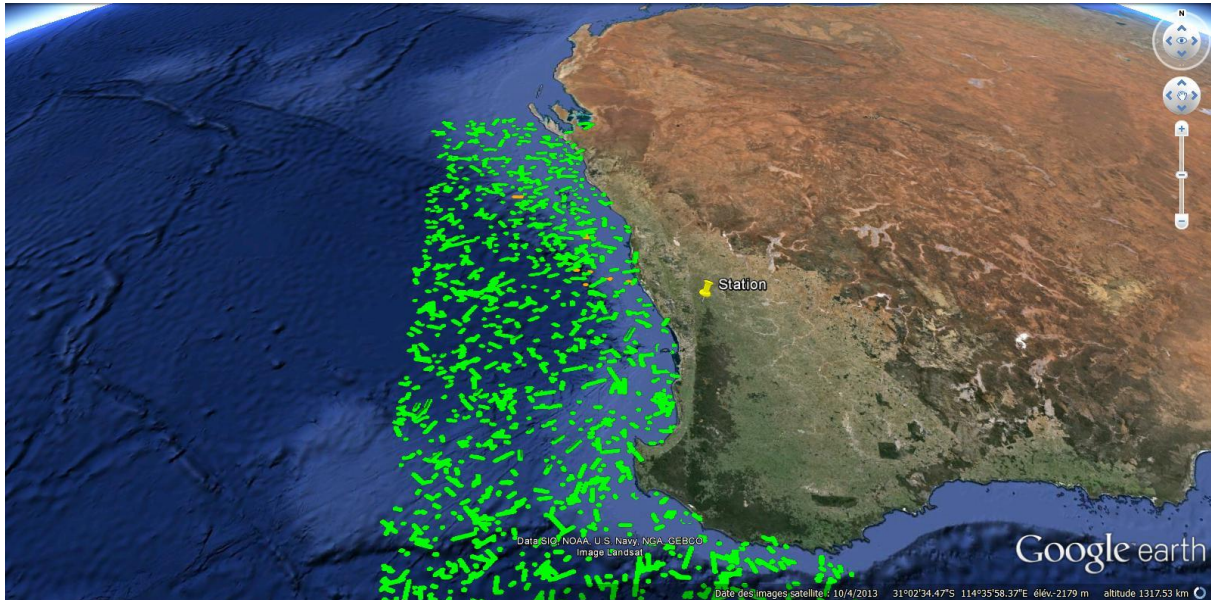 N
Station
Data SIO, NOAA, U.S. Navy, NGA, GEBCO
Image Landsat
Google earth
Date des images satellite : 10/4/2013 31°02'34.47"S 114°35'58.37"E élév.-2179 m altitude 1317.53 km